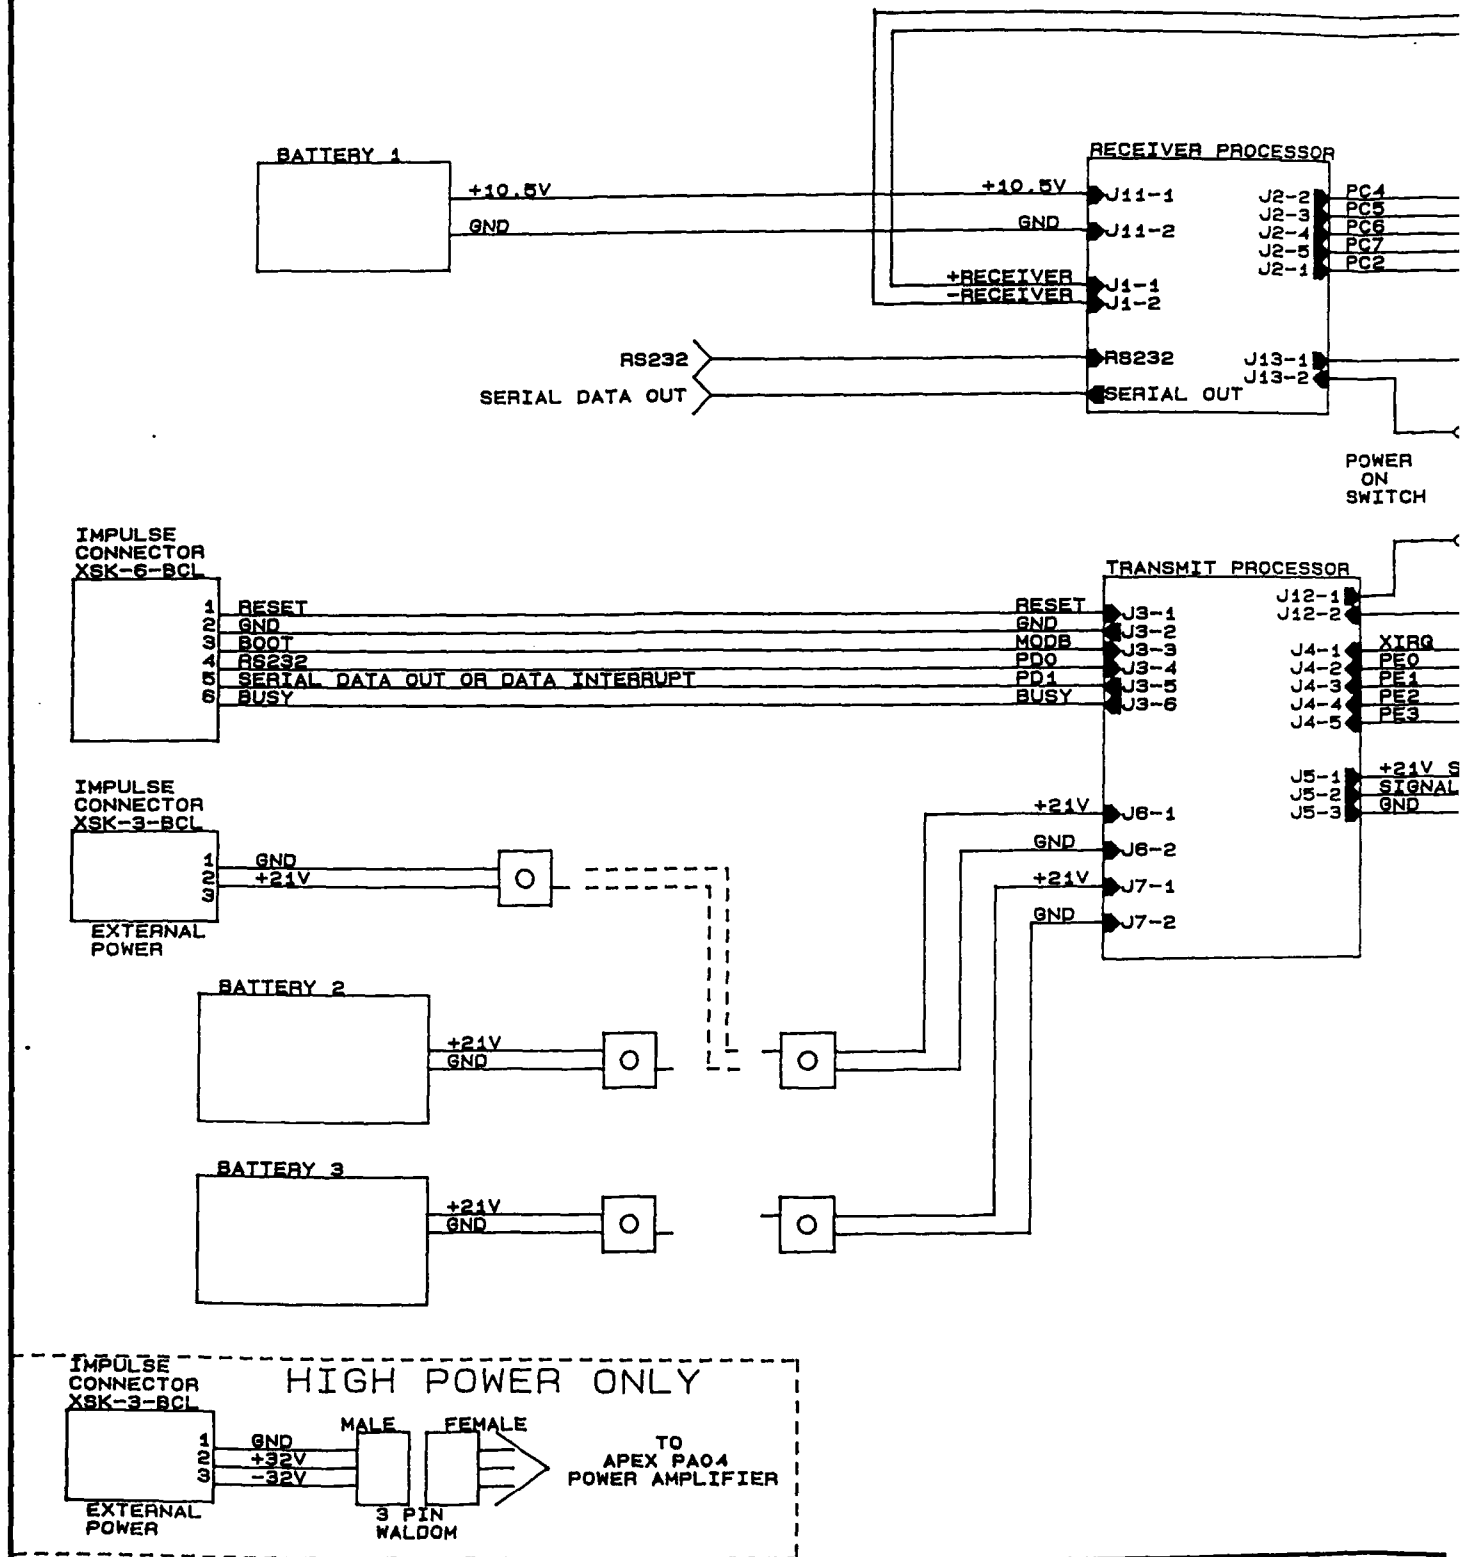 BATTERY 1
+10.5V
GND
RECEIVER PROCESSOR
+10.5V
GND
+RECEIVER
-RECEIVER
J11-1
J11-2
J1-1
J1-2
RS232
SERIAL OUT
J2-2
J2-3
J2-4
J2-5
J2-1
J13-1
J13-2
PC4
PC5
PC6
PC7
PC2
RS232
SERIAL DATA OUT
POWER
ON
SWITCH
IMPULSE
CONNECTOR
XSK-6-BCL
1 RESET
2 GND
3 BOOT
4 RS232
5 SERIAL DATA OUT OR DATA INTERRUPT
6 BUSY
TRANSMIT PROCESSOR
RESET J3-1
GND J3-2
MODB J3-3
PD0 J3-4
PD1 J3-5
BUSY J3-6
J12-1
J12-2
J4-1 XIRQ
J4-2 PE0
J4-3 PE1
J4-4 PE2
J4-5 PE3
J5-1 +21V S
J5-2 SIGNAL
J5-3 GND
+21V J6-1
GND J6-2
+21V J7-1
GND J7-2
IMPULSE
CONNECTOR
XSK-3-BCL
1 GND
2 +21V
3
EXTERNAL
POWER
BATTERY 2
+21V
GND
BATTERY 3
+21V
GND
HIGH POWER ONLY
IMPULSE
CONNECTOR
XSK-3-BCL
1 GND
2 +32V
3 -32V
EXTERNAL
POWER
MALE
FEMALE
3 PIN
WALDOM
TO
APEX PA04
POWER AMPLIFIER